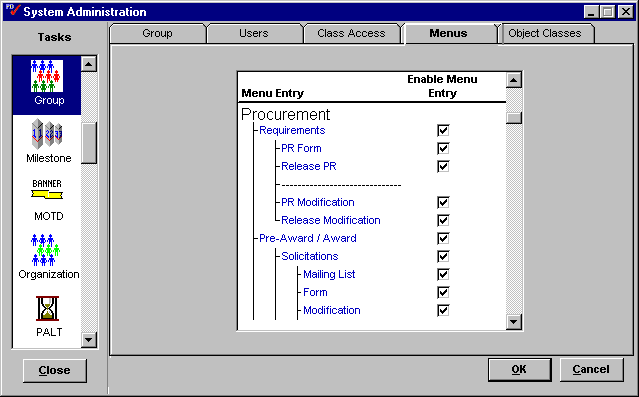 System Administration
Tasks
Group
Milestone
BANNER
MOTD
Organization
PALT
Close
Group Users Class Access Menus Object Classes
Menu Entry Enable Menu
Entry
Procurement
Requirements
PR Form
Release PR
-----------------------------
PR Modification
Release Modification
Pre-Award / Award
Solicitations
Mailing List
Form
Modification
OK Cancel